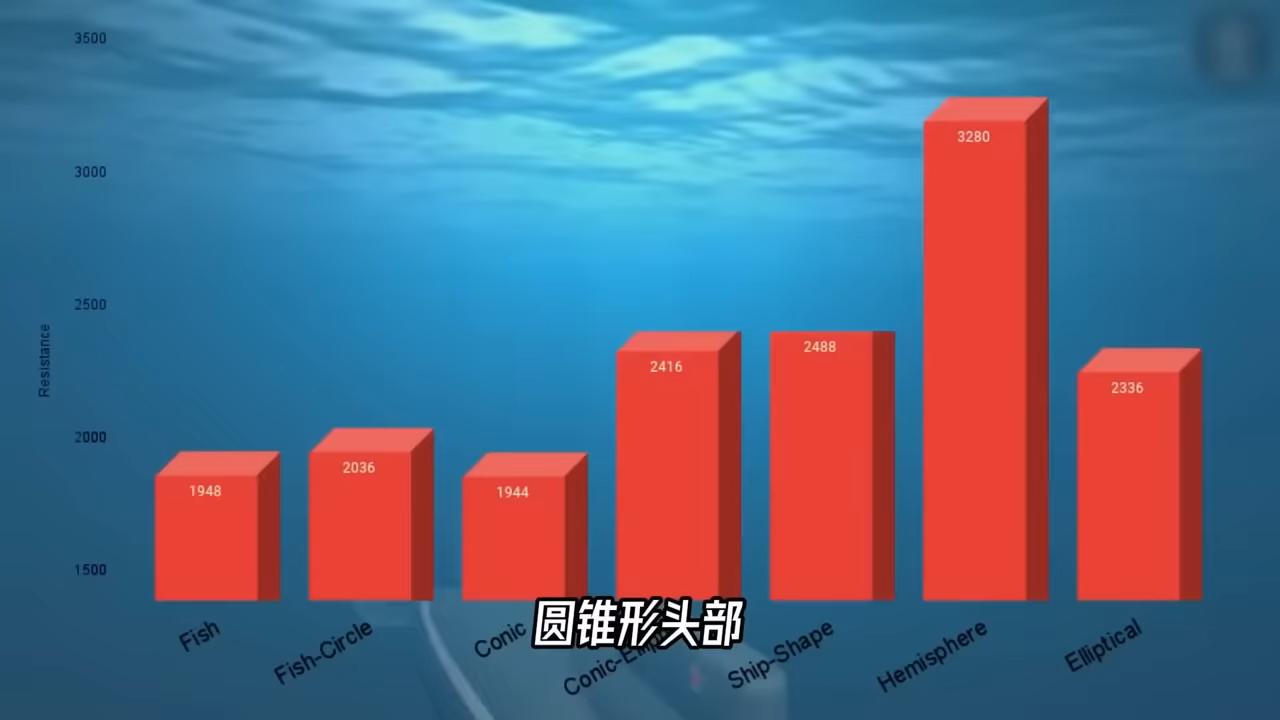 3500
3000
2500
2000
1500
Resistance
1948
2036
1944
2416
2488
3280
2336
Fish
Fish-Circle
Conic
Ship-Shape
Hemisphere
Elliptical
圆锥形头部